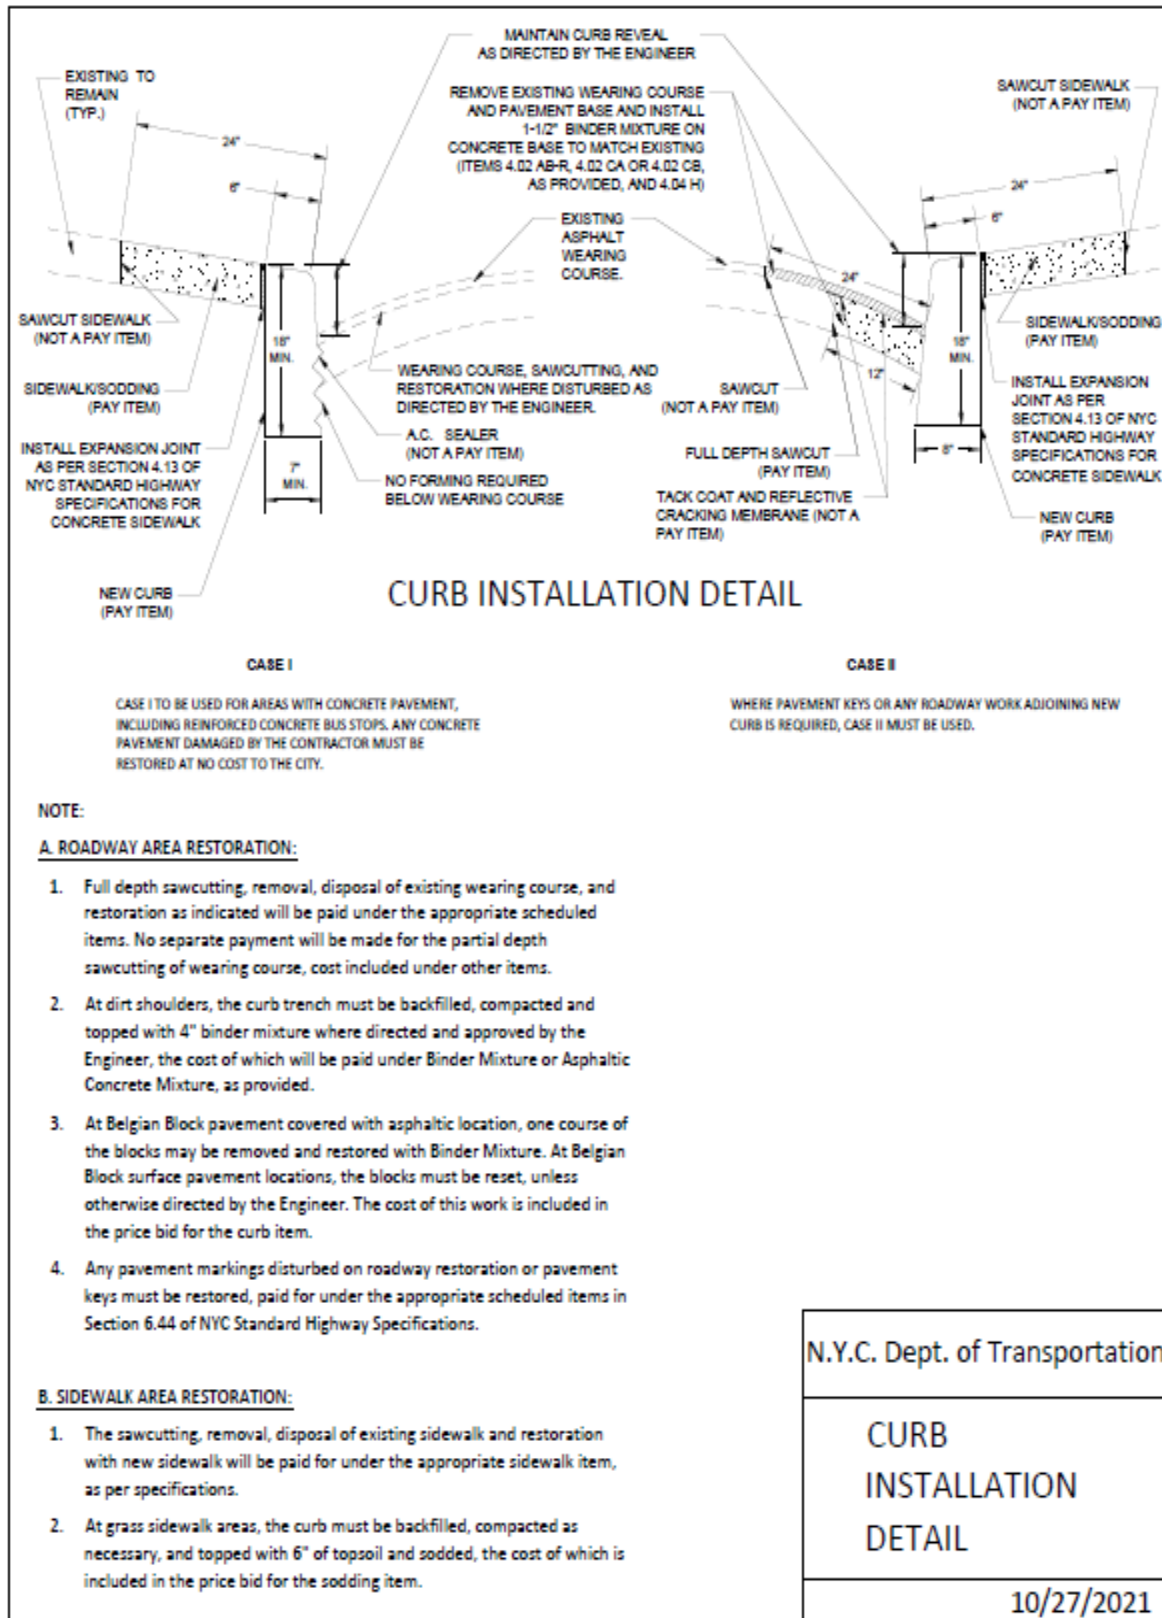 MAINTAIN CURB REVEAL
AS DIRECTED BY THE ENGINEER
EXISTING TO
REMAIN
(TYP.)
REMOVE EXISTING WEARING COURSE
AND PAVEMENT BASE AND INSTALL
1-1/2" BINDER MIXTURE ON
CONCRETE BASE TO MATCH EXISTING
(ITEMS 4.02 AB-R, 4.02 CA OR 4.02 CB,
AS PROVIDED, AND 4.04 H)
SAWCUT SIDEWALK
(NOT A PAY ITEM)
24"
6"
24"
6"
EXISTING
ASPHALT
WEARING
COURSE.
24"
12"
18"
MIN.
18"
MIN.
SAWCUT SIDEWALK
(NOT A PAY ITEM)
SIDEWALK/SODDING
(PAY ITEM)
INSTALL EXPANSION JOINT
AS PER SECTION 4.13 OF
NYC STANDARD HIGHWAY
SPECIFICATIONS FOR
CONCRETE SIDEWALK
7"
MIN.
NEW CURB
(PAY ITEM)
WEARING COURSE, SAWCUTTING, AND
RESTORATION WHERE DISTURBED AS
DIRECTED BY THE ENGINEER.
A.C. SEALER
(NOT A PAY ITEM)
NO FORMING REQUIRED
BELOW WEARING COURSE
SAWCUT
(NOT A PAY ITEM)
FULL DEPTH SAWCUT
(PAY ITEM)
TACK COAT AND REFLECTIVE
CRACKING MEMBRANE (NOT A
PAY ITEM)
8"
SIDEWALK/SODDING
(PAY ITEM)
INSTALL EXPANSION
JOINT AS PER
SECTION 4.13 OF NYC
STANDARD HIGHWAY
SPECIFICATIONS FOR
CONCRETE SIDEWALK
NEW CURB
(PAY ITEM)
CURB INSTALLATION DETAIL
CASE I
CASE I TO BE USED FOR AREAS WITH CONCRETE PAVEMENT,
INCLUDING REINFORCED CONCRETE BUS STOPS. ANY CONCRETE
PAVEMENT DAMAGED BY THE CONTRACTOR MUST BE
RESTORED AT NO COST TO THE CITY.
CASE II
WHERE PAVEMENT KEYS OR ANY ROADWAY WORK ADJOINING NEW
CURB IS REQUIRED, CASE II MUST BE USED.
NOTE:
A. ROADWAY AREA RESTORATION:
1. Full depth sawcutting, removal, disposal of existing wearing course, and
restoration as indicated will be paid under the appropriate scheduled
items. No separate payment will be made for the partial depth
sawcutting of wearing course, cost included under other items.
2. At dirt shoulders, the curb trench must be backfilled, compacted and
topped with 4" binder mixture where directed and approved by the
Engineer, the cost of which will be paid under Binder Mixture or Asphaltic
Concrete Mixture, as provided.
3. At Belgian Block pavement covered with asphaltic location, one course of
the blocks may be removed and restored with Binder Mixture. At Belgian
Block surface pavement locations, the blocks must be reset, unless
otherwise directed by the Engineer. The cost of this work is included in
the price bid for the curb item.
4. Any pavement markings disturbed on roadway restoration or pavement
keys must be restored, paid for under the appropriate scheduled items in
Section 6.44 of NYC Standard Highway Specifications.
B. SIDEWALK AREA RESTORATION:
1. The sawcutting, removal, disposal of existing sidewalk and restoration
with new sidewalk will be paid for under the appropriate sidewalk item,
as per specifications.
2. At grass sidewalk areas, the curb must be backfilled, compacted as
necessary, and topped with 6" of topsoil and sodded, the cost of which is
included in the price bid for the sodding item.
N.Y.C. Dept. of Transportation
CURB
INSTALLATION
DETAIL
10/27/2021